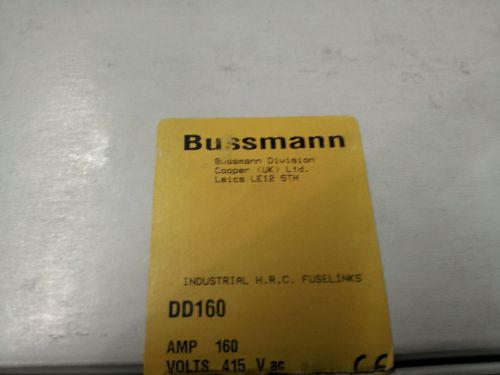 Bussmann
Bussmann Division
Cooper (UK) Ltd.
Leics LE12 5TH
INDUSTRIAL H.R.C. FUSELINKS
DD160
AMP 160
VOLTS 415 V ac
CE